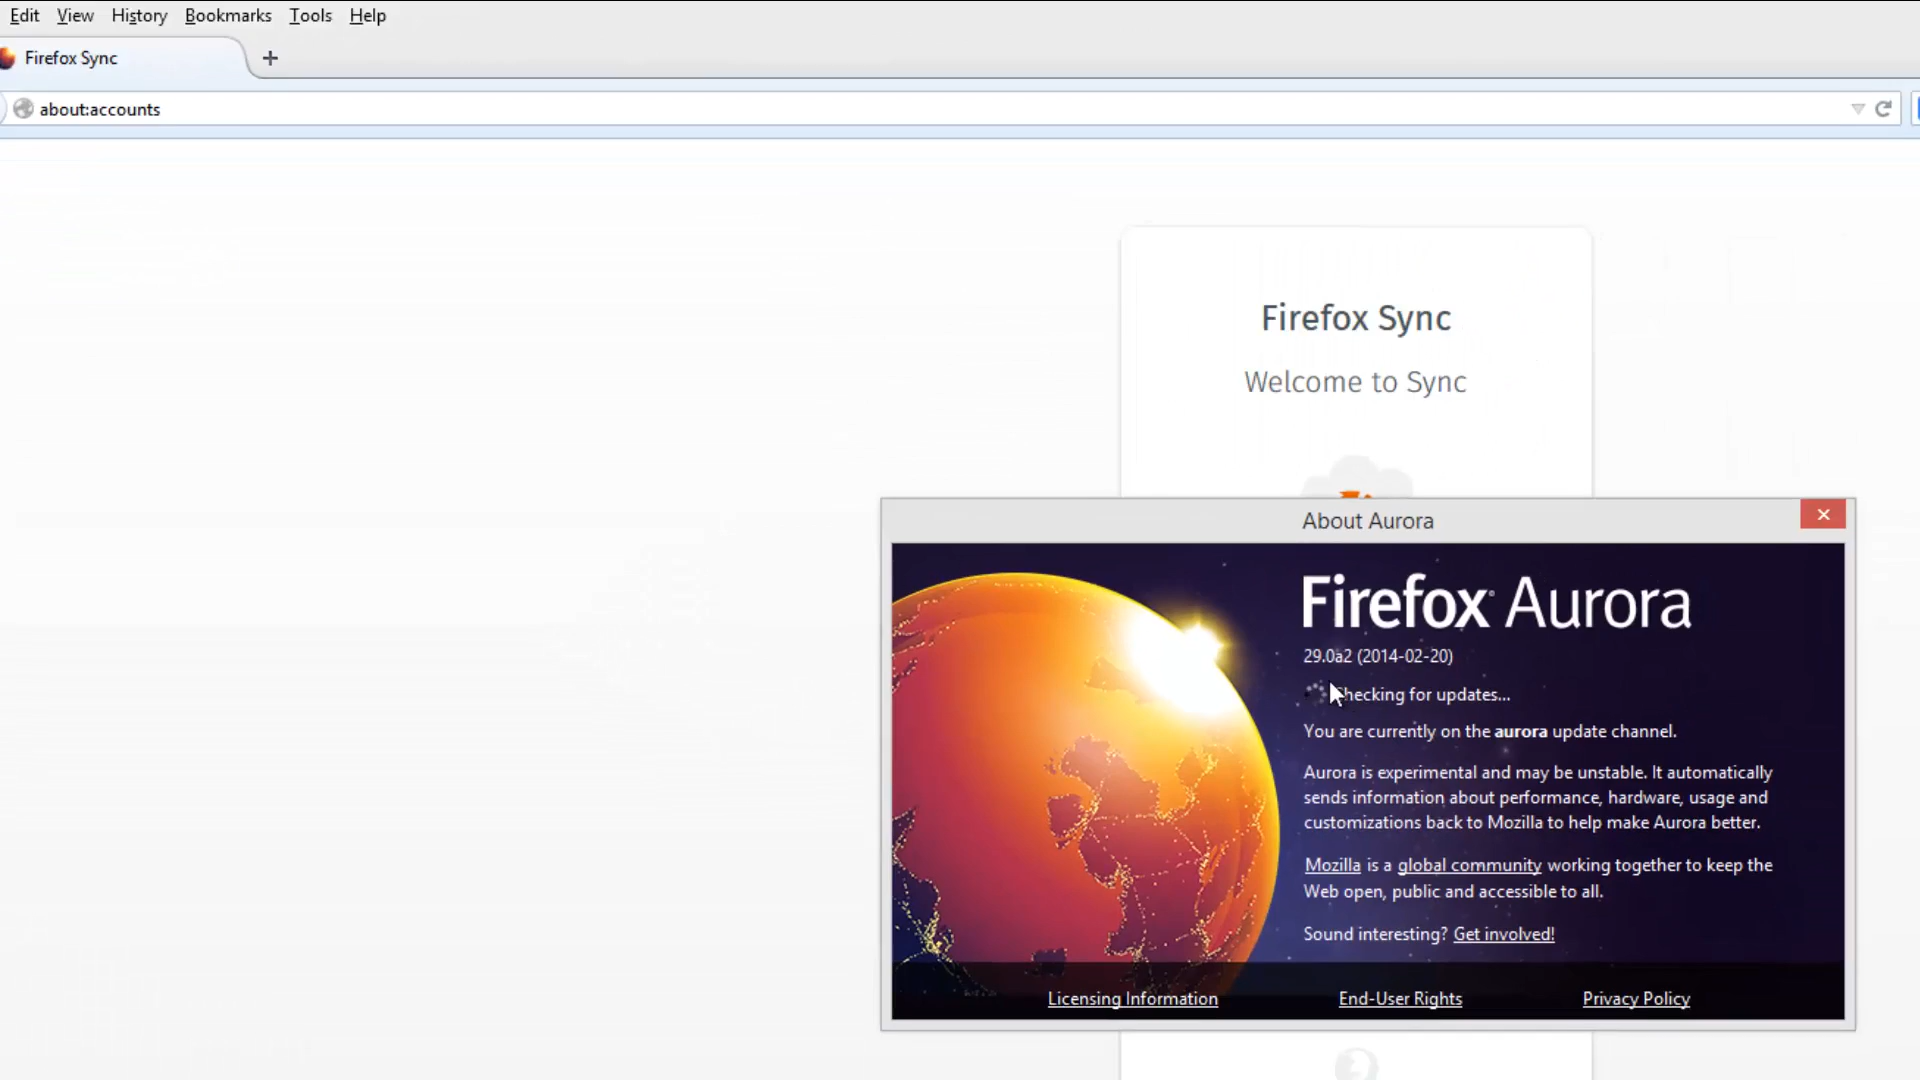 Edit View History Bookmarks Tools Help
Firefox Sync
about:accounts
Firefox Sync
Welcome to Sync
About Aurora
Firefox Aurora
29.0a2 (2014-02-20)
hecking for updates...
You are currently on the aurora update channel.
Aurora is experimental and may be unstable. It automatically
sends information about performance, hardware, usage and
customizations back to Mozilla to help make Aurora better.
Mozilla is a global community working together to keep the
Web open, public and accessible to all.
Sound interesting? Get involved!
Licensing Information End-User Rights Privacy Policy